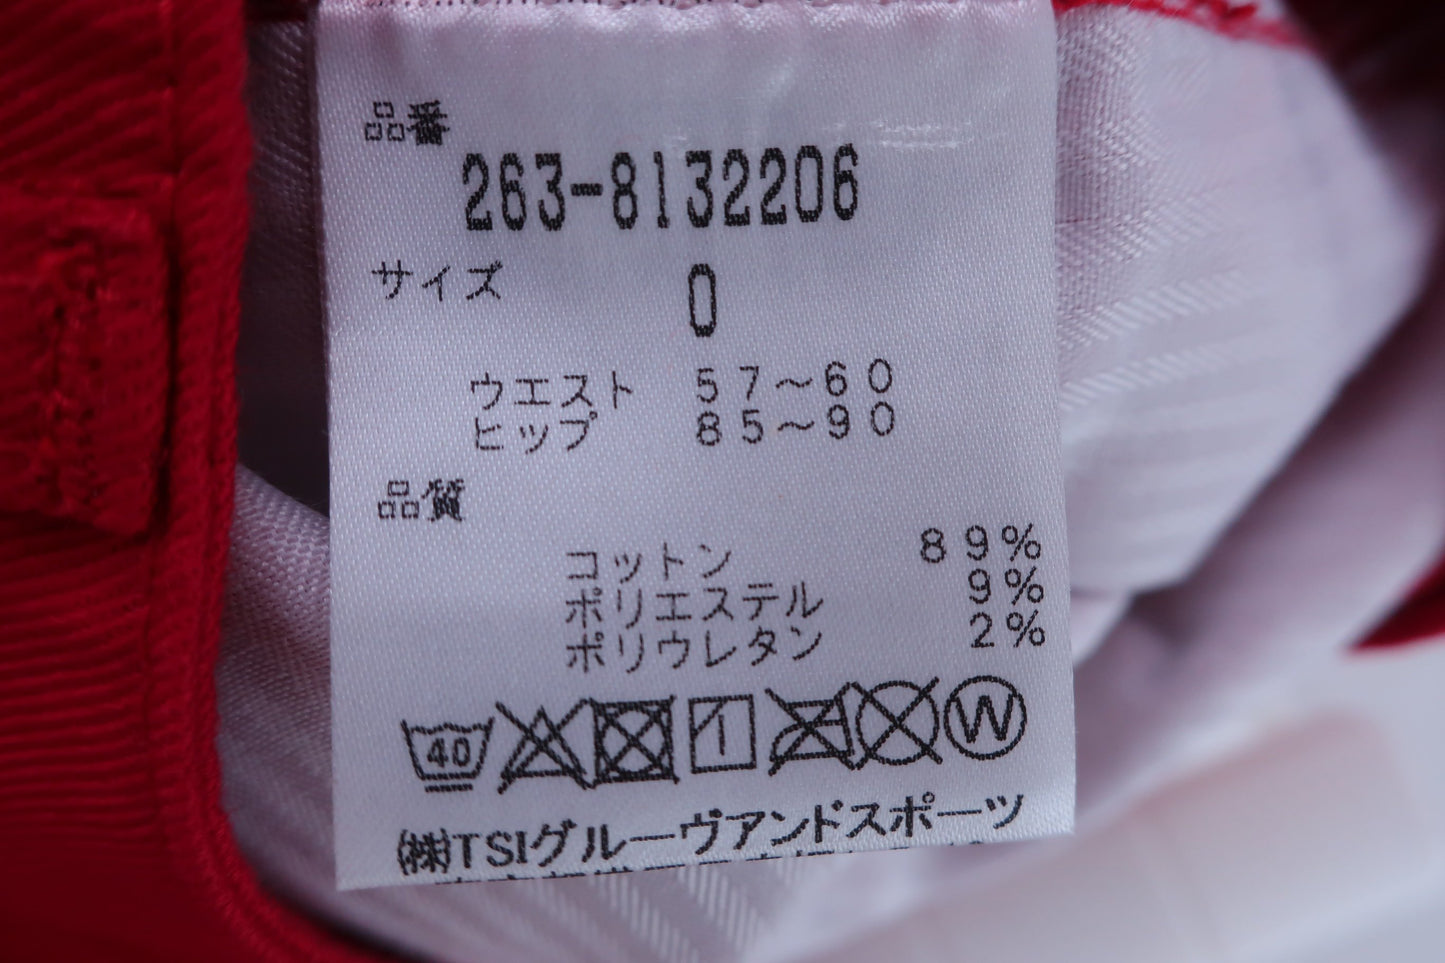 品番
263-8132206
サイズ 0
ウエスト 57～60
ヒップ 85～90
品質
コットン 89%
ポリエステル 9%
ポリウレタン 2%
40 W
㈱TSIグルーヴアンドスポーツ